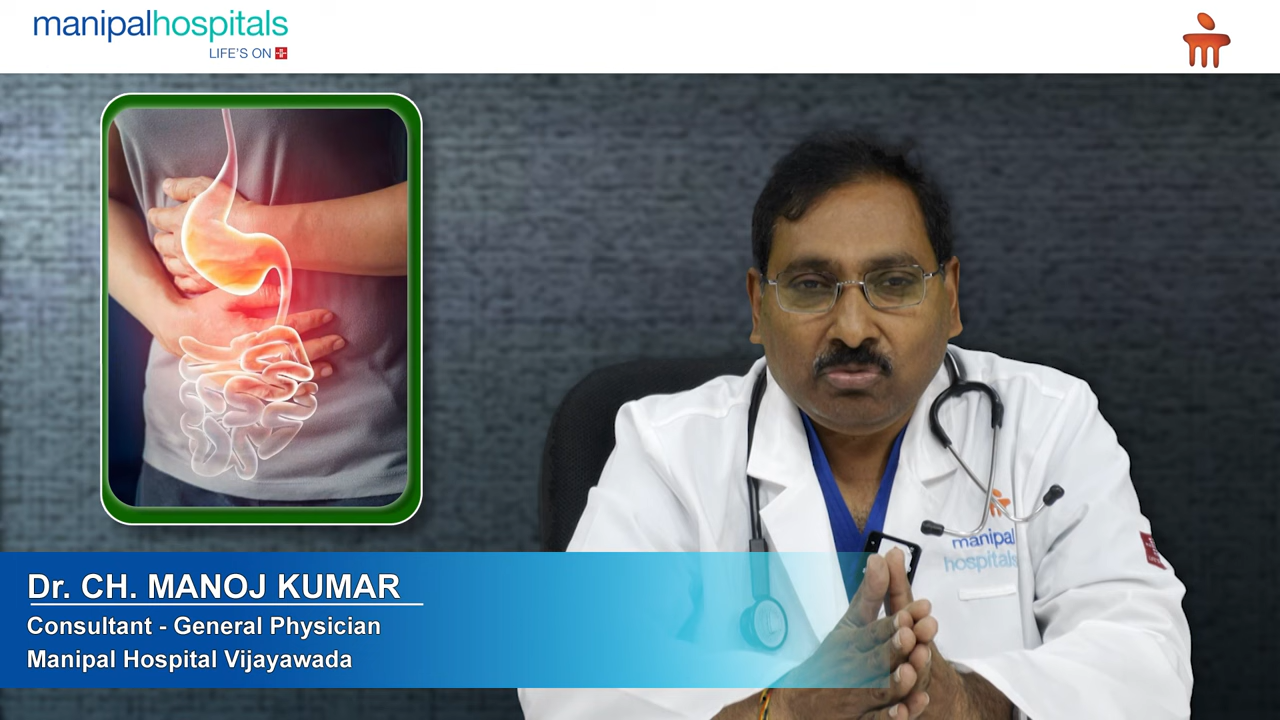 manipalhospitals
LIFE'S ON
Dr. CH. MANOJ KUMAR
Consultant - General Physician
Manipal Hospital Vijayawada
manipal
hospitals